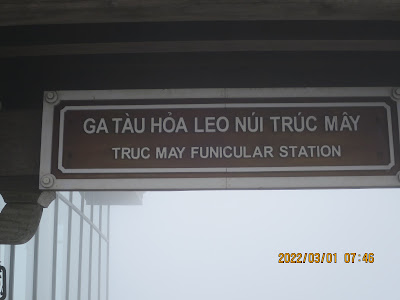 GA TÀU HỎA LEO NÚI TRÚC MÂY
TRUC MAY FUNICULAR STATION
2022/03/01 07:46